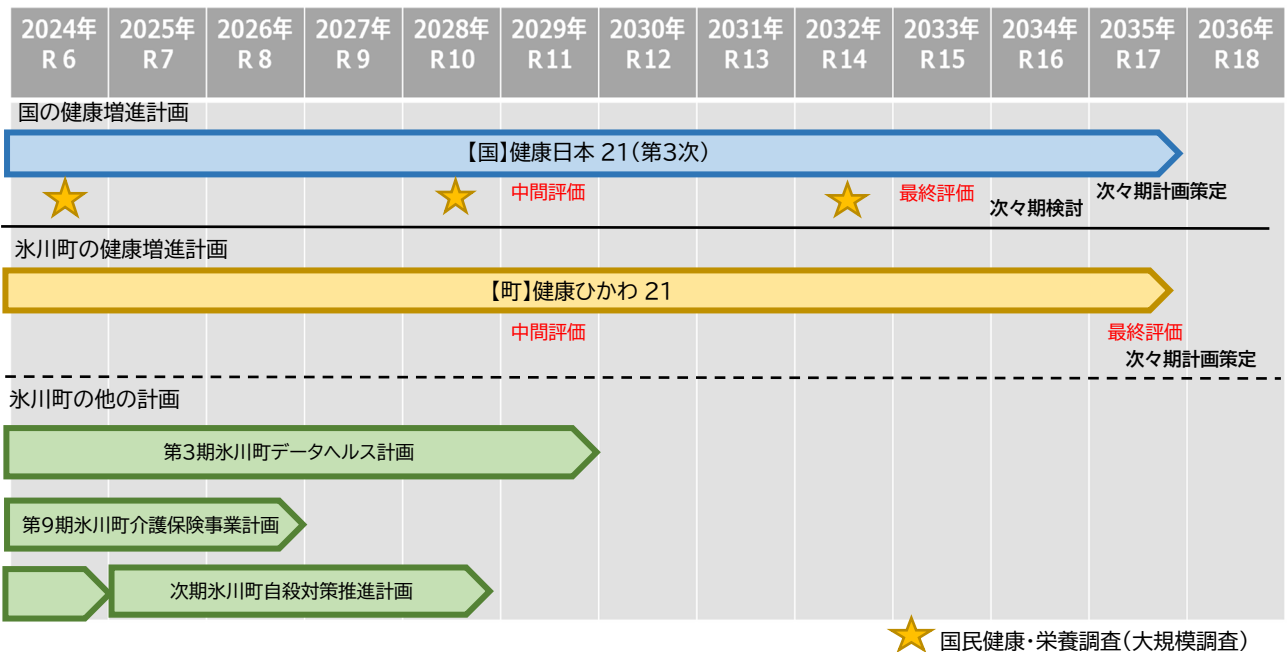 2024年 2025年 2026年 2027年 2028年 2029年 2030年 2031年 2032年 2033年 2034年 2035年 2036年
R6 R7 R8 R9 R10 R11 R12 R13 R14 R15 R16 R17 R18
国の健康増進計画
【国】健康日本 21(第3次)
中間評価 最終評価 次々期検討 次々期計画策定
氷川町の健康増進計画
【町】健康ひかわ 21
中間評価 最終評価
次々期計画策定
氷川町の他の計画
第3期氷川町データヘルス計画
第9期氷川町介護保険事業計画
次期氷川町自殺対策推進計画
国民健康・栄養調査(大規模調査)